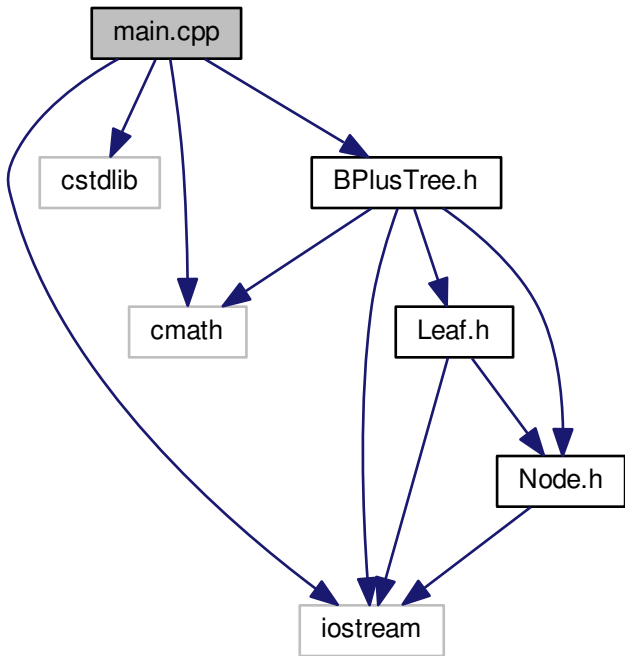 main.cpp
cstdlib
BPlusTree.h
cmath
Leaf.h
Node.h
iostream